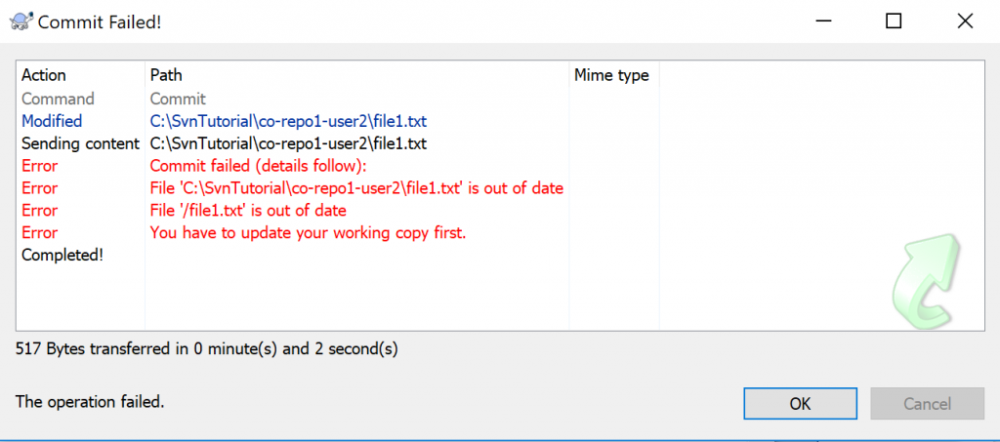 Commit Failed!
Action Path Mime type
Command Commit
Modified C:\SvnTutorial\co-repo1-user2\file1.txt
Sending content C:\SvnTutorial\co-repo1-user2\file1.txt
Error Commit failed (details follow):
Error File 'C:\SvnTutorial\co-repo1-user2\file1.txt' is out of date
Error File '/file1.txt' is out of date
Error You have to update your working copy first.
Completed!
517 Bytes transferred in 0 minute(s) and 2 second(s)
The operation failed.
OK Cancel